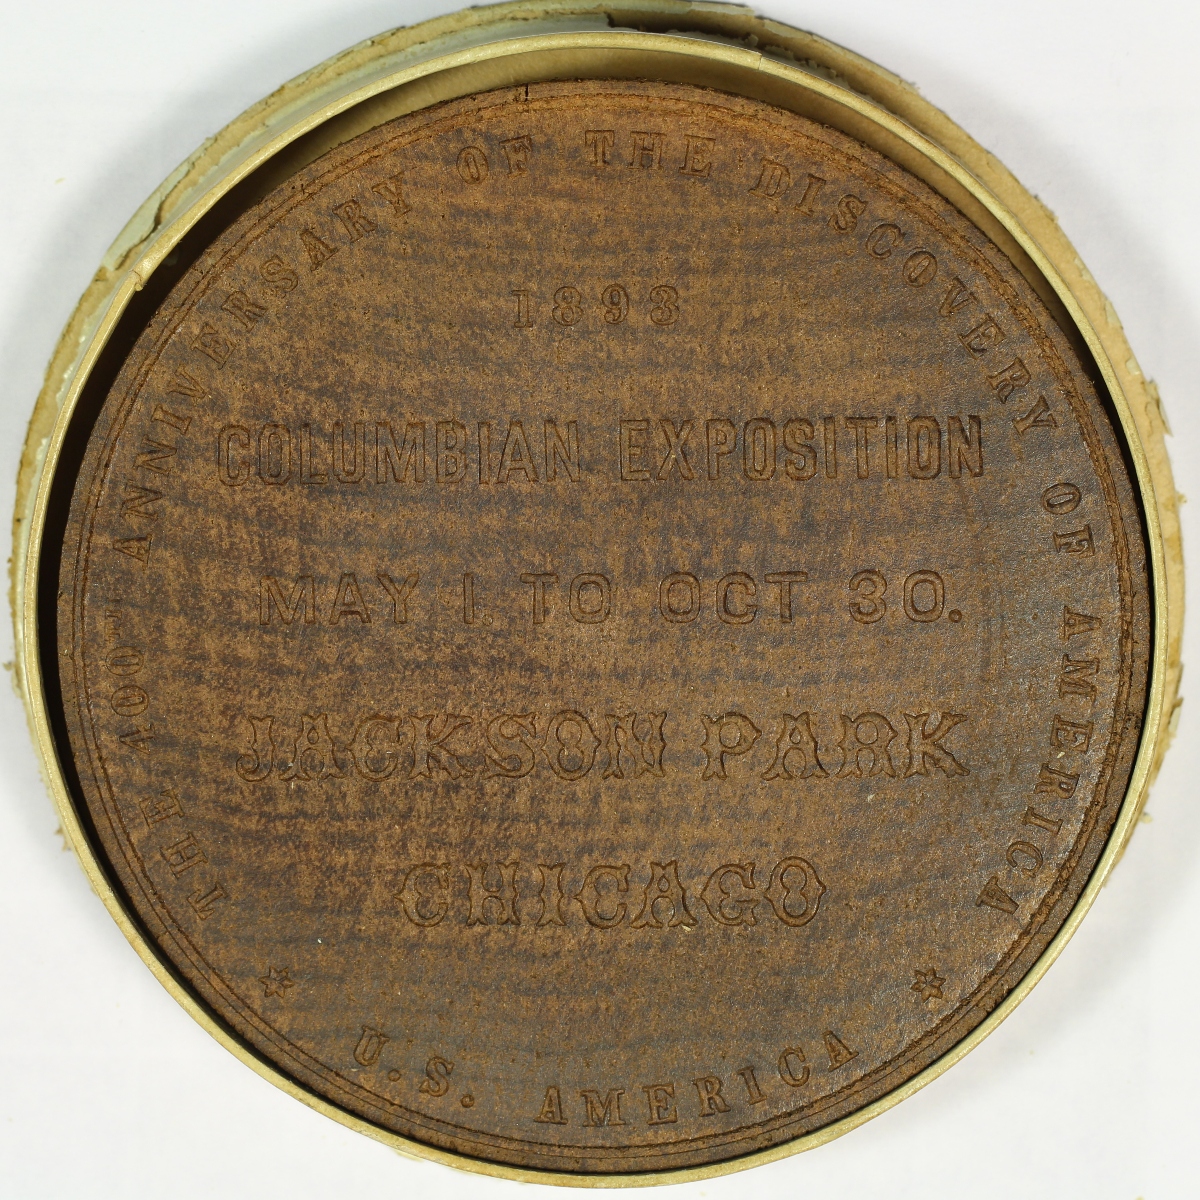 THE 400TH ANNIVERSARY OF THE DISCOVERY OF AMERICA
1893
COLUMBIAN EXPOSITION
MAY 1. TO OCT 30.
JACKSON PARK
CHICAGO
U.S. AMERICA